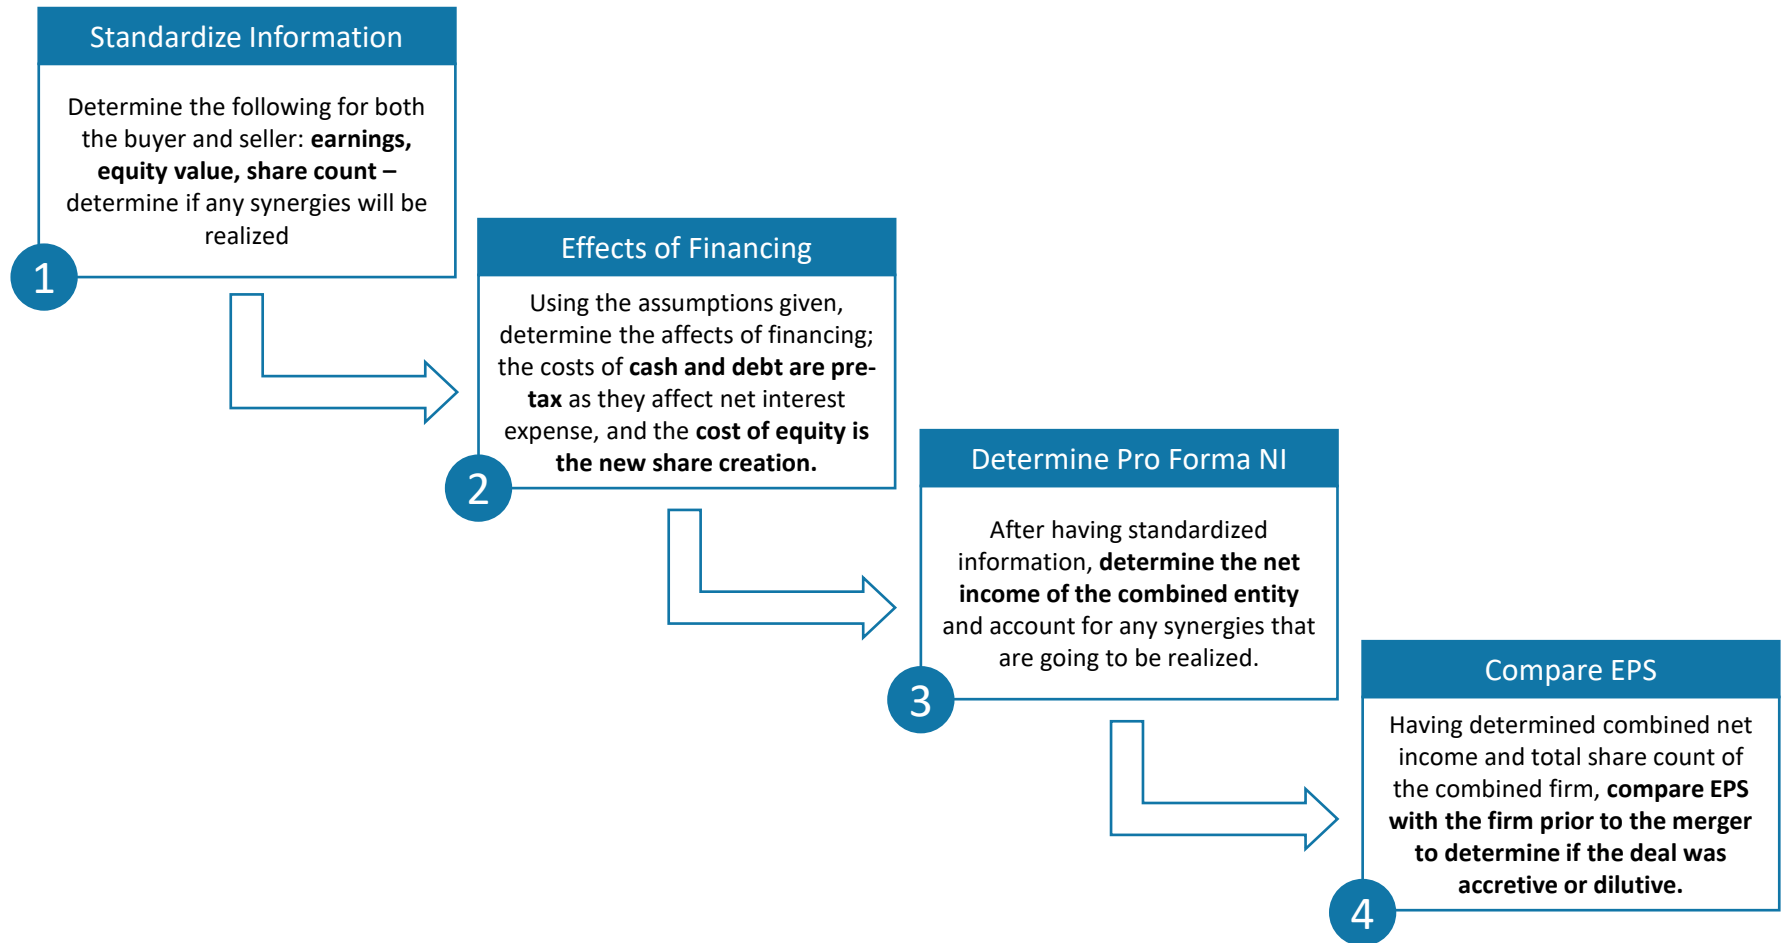 Standardize Information
Determine the following for both
the buyer and seller: earnings,
equity value, share count –
determine if any synergies will be
realized
1
Effects of Financing
Using the assumptions given,
determine the affects of financing;
the costs of cash and debt are pre-
tax as they affect net interest
expense, and the cost of equity is
the new share creation.
2
Determine Pro Forma NI
After having standardized
information, determine the net
income of the combined entity
and account for any synergies that
are going to be realized.
3
Compare EPS
Having determined combined net
income and total share count of
the combined firm, compare EPS
with the firm prior to the merger
to determine if the deal was
accretive or dilutive.
4